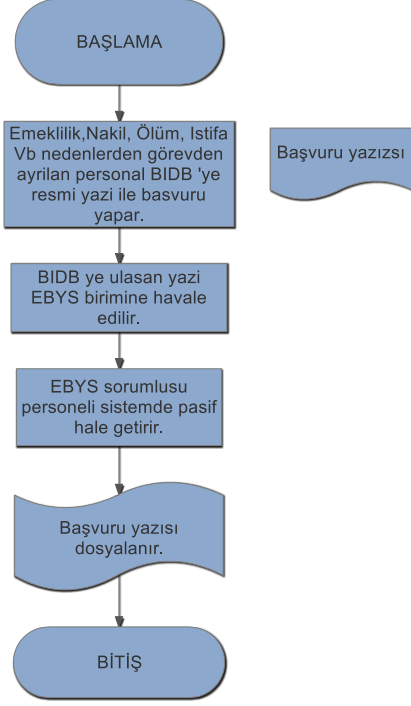 BAŞLAMA
Emeklilik,Nakil, Ölüm, Istifa
Vb nedenlerden görevden
ayrilan personal BIDB 'ye
resmi yazi ile basvuru
yapar.
Başvuru yazızsı
BIDB ye ulasan yazi
EBYS birimine havale
edilir.
EBYS sorumlusu
personeli sistemde pasif
hale getirir.
Başvuru yazısı
dosyalanır.
BİTİŞ